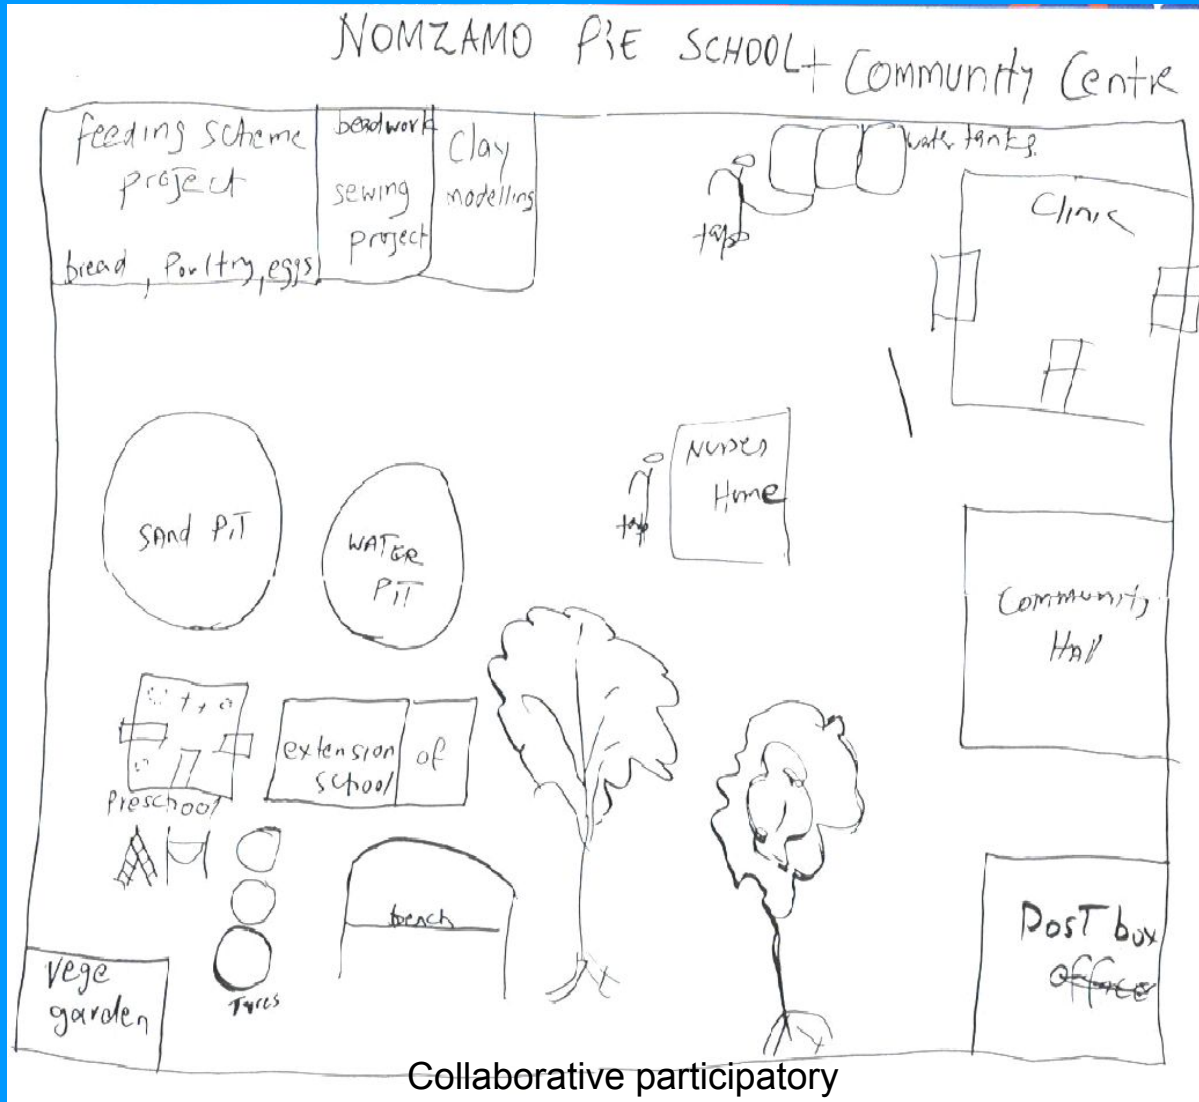 NOMZAMO PRE SCHOOL + Community Centre
feeding scheme
project
bread, Poultry, eggs
beadwork
sewing
project
Clay
modelling
water tanks
tap
Clinic
Nurses
Home
tap
SANd PiT
WATER
PiT
Community
HAll
extension of
school
Preschool
bench
Tyres
vege
garden
PosT box
office
Collaborative participatory